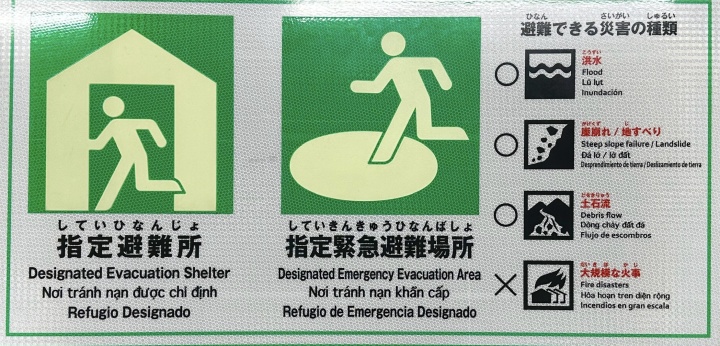 していひなんじょ
指定避難所
Designated Evacuation Shelter
Nơi tránh nạn được chỉ định
Refugio Designado
していきんきゅうひなんばしょ
指定緊急避難場所
Designated Emergency Evacuation Area
Nơi tránh nạn khẩn cấp
Refugio de Emergencia Designado
ひなん さいがい しゅるい
避難できる災害の種類
こうずい
洪水
Flood
Lũ lụt
Inundación
がけくず じ
崖崩れ / 地すべり
Steep slope failure / Landslide
Đá lở / lở đất
Desprendimiento de tierra / Deslizamiento de tierra
どせきりゅう
土石流
Debris flow
Dòng chảy đất đá
Flujo de escombros
だいきぼ かじ
大規模な火事
Fire disasters
Hỏa hoạn tren diện rộng
Incendios en gran escala